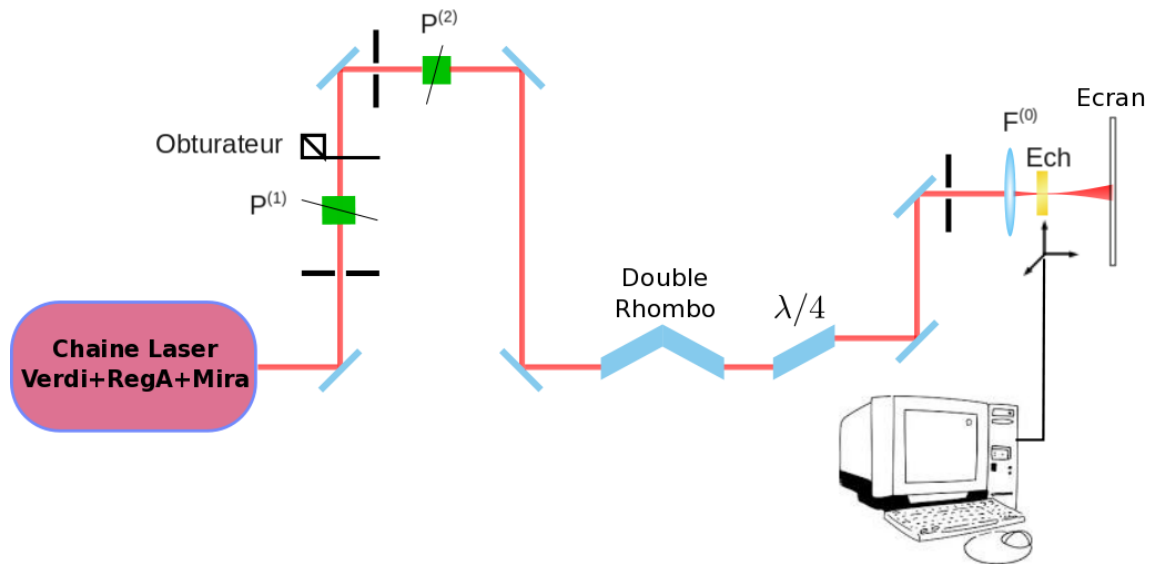 P(2)
Ecran
Obturateur
F(0)
Ech
P(1)
Double
Rhombo
λ/4
Chaine Laser
Verdi+RegA+Mira